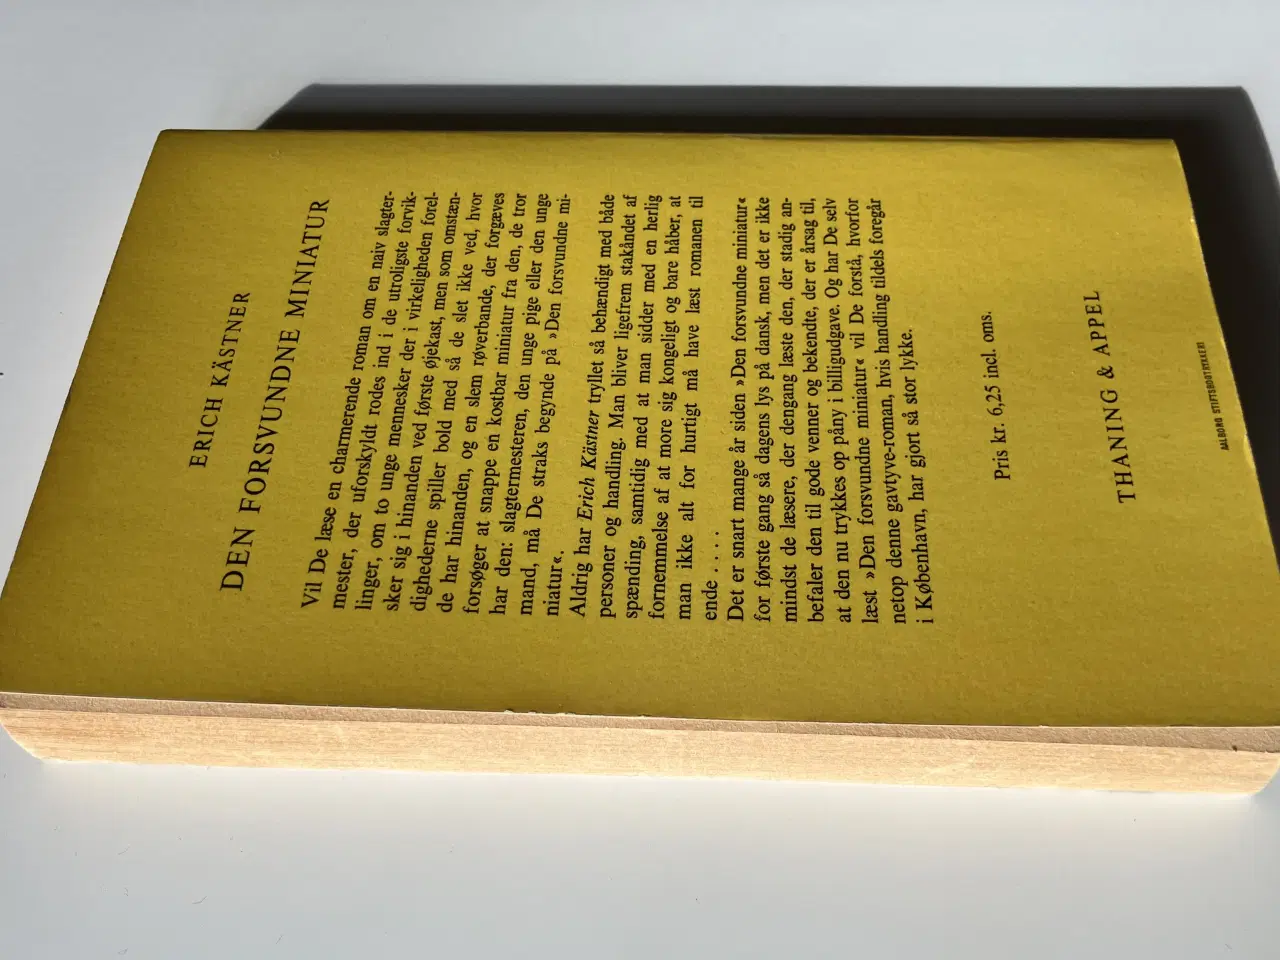 ERICH KÄSTNER
DEN FORSVUNDNE MINIATUR
Vil De læse en charmerende roman om en naiv slagter-
mester, der uforskyldt rodes ind i de utroligste forvik-
linger, om to unge mennesker der i virkeligheden forel-
sker sig i hinanden ved første øjekast, men som omstæn-
dighederne spiller bold med så de slet ikke ved, hvor
de har hinanden, og en slem røverbande, der forgæves
forsøger at snappe en kostbar miniatur fra den, de tror
har den: slagtermesteren, den unge pige eller den unge
mand, må De straks begynde på »Den forsvundne mi-
niatur«.
Aldrig har Erich Kästner tryllet så behændigt med både
personer og handling. Man bliver ligefrem stakåndet af
spænding, samtidig med at man sidder med en herlig
fornemmelse af at more sig kongeligt og bare håber, at
man ikke alt for hurtigt må have læst romanen til
ende . . . .
Det er snart mange år siden »Den forsvundne miniatur«
for første gang så dagens lys på dansk, men det er ikke
mindst de læsere, der dengang læste den, der stadig an-
befaler den til gode venner og bekendte, der er årsag til,
at den nu trykkes op påny i billigudgave. Og har De selv
læst »Den forsvundne miniatur« vil De forstå, hvorfor
netop denne gavtyve-roman, hvis handling tildels foregår
i København, har gjort så stor lykke.
Pris kr. 6,25 incl. oms.
THANING & APPEL
AALBORG STIFTSBOGTRYKKERI